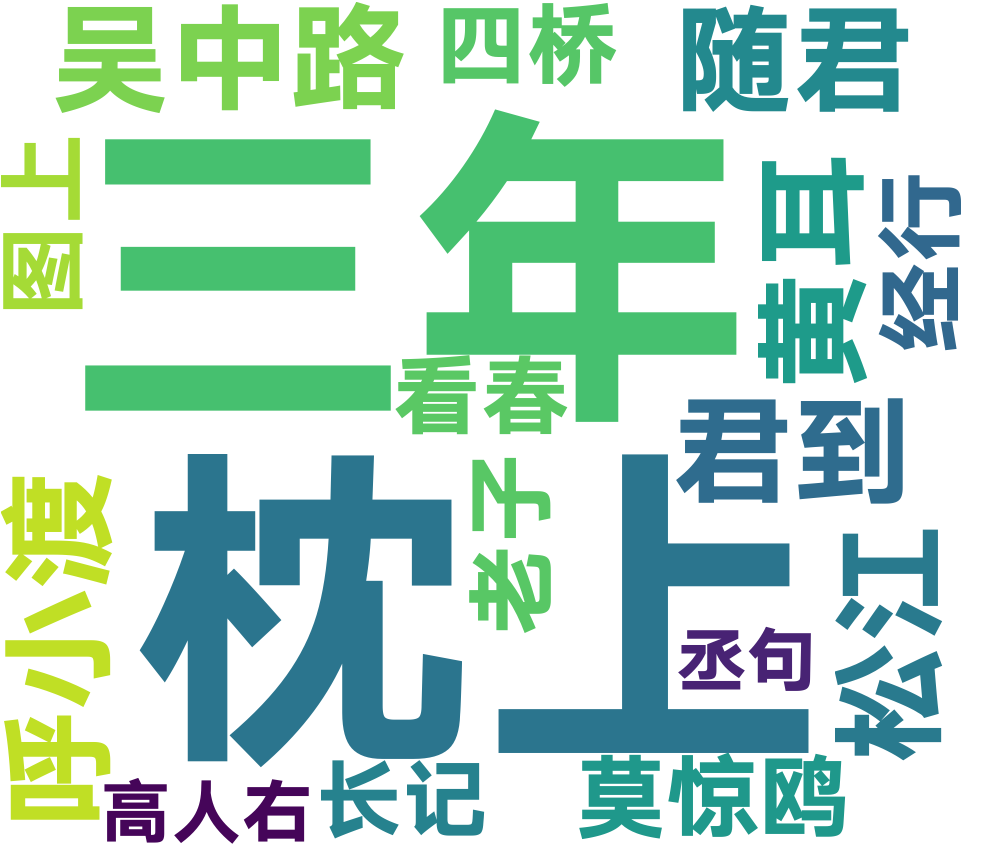 吴中路
四桥
随君
三年
图上
黄耳
经行
看春
君到
枕上
老子
呼小渡
松江
丞句
高人右
长记
莫惊鸥